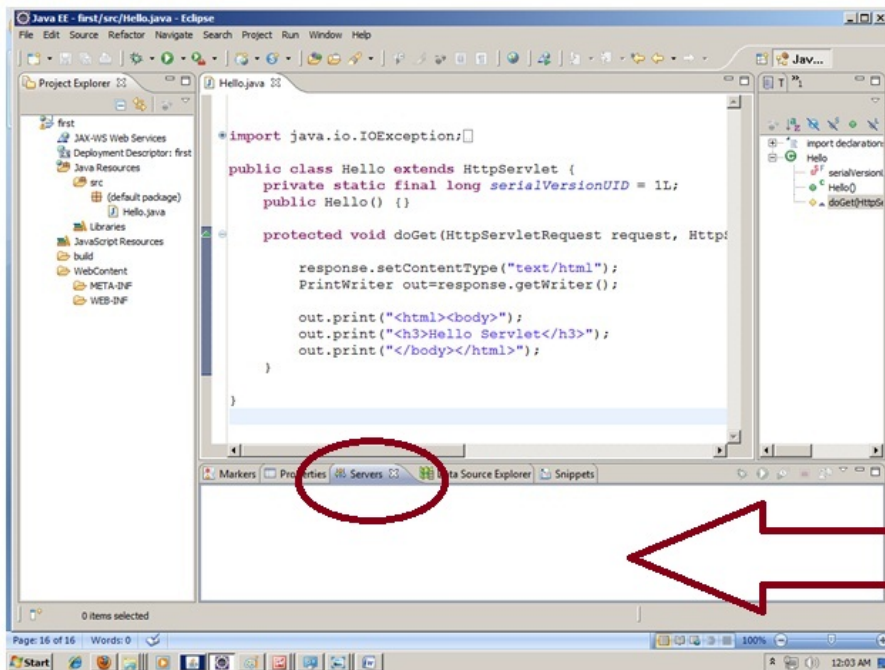 Java EE - first/src/Hello.java - Eclipse
File Edit Source Refactor Navigate Search Project Run Window Help
Jav...
Project Explorer
first
JAX-WS Web Services
Deployment Descriptor: first
Java Resources
src
(default package)
Hello.java
Libraries
JavaScript Resources
build
WebContent
META-INF
WEB-INF
Hello.java
import java.io.IOException;
public class Hello extends HttpServlet {
private static final long serialVersionUID = 1L;
public Hello() {}
protected void doGet(HttpServletRequest request, Https
response.setContentType("text/html");
PrintWriter out=response.getWriter();
out.print("<html><body>");
out.print("<h3>Hello Servlet</h3>");
out.print("</body></html>");
}
}
T
import declarations
Hello
serialVersionU
Hello()
doGet(HttpSe
Markers Properties Servers Data Source Explorer Snippets
0 items selected
Page: 16 of 16 Words: 0 100%
Start 12:03 AM